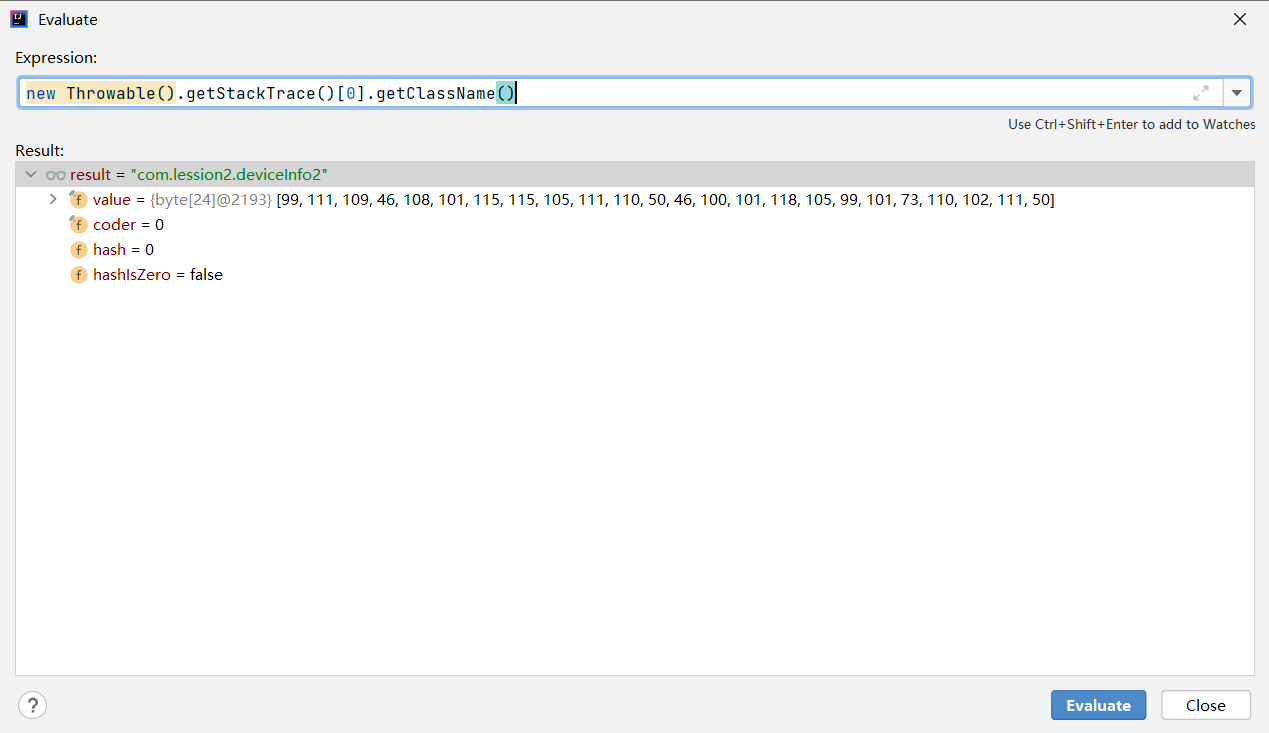 Evaluate
Expression:
new Throwable().getStackTrace()[0].getClassName()
Use Ctrl+Shift+Enter to add to Watches
Result:
result = "com.lession2.deviceInfo2"
value = {byte[24]@2193} [99, 111, 109, 46, 108, 101, 115, 115, 105, 111, 110, 50, 46, 100, 101, 118, 105, 99, 101, 73, 110, 102, 111, 50]
coder = 0
hash = 0
hashIsZero = false
? Evaluate Close